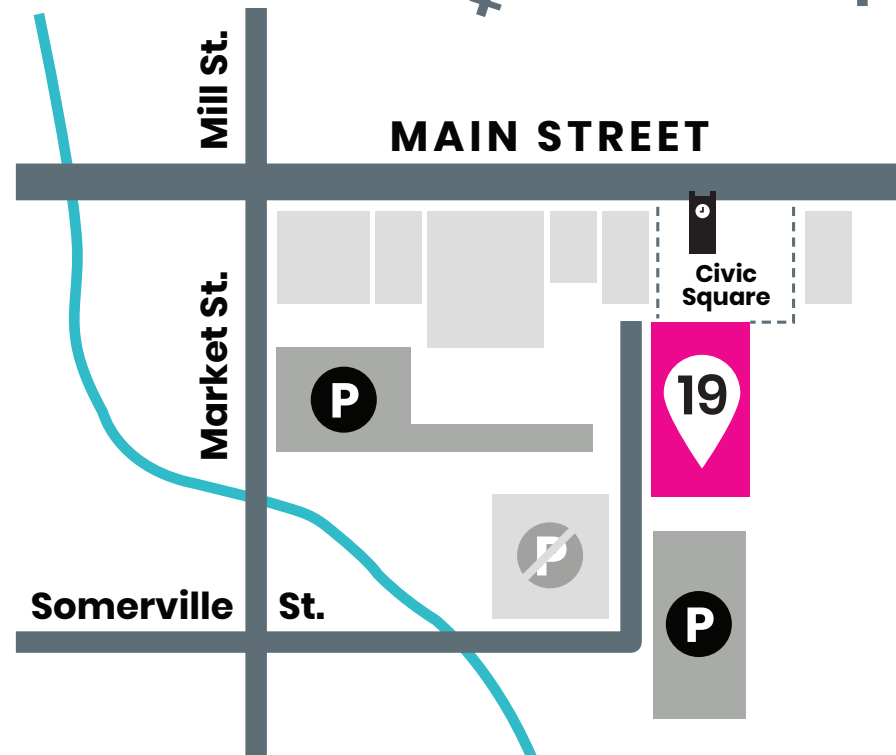 Mill St.
MAIN STREET
Civic
Square
Market St.
P
19
P
Somerville St.
P